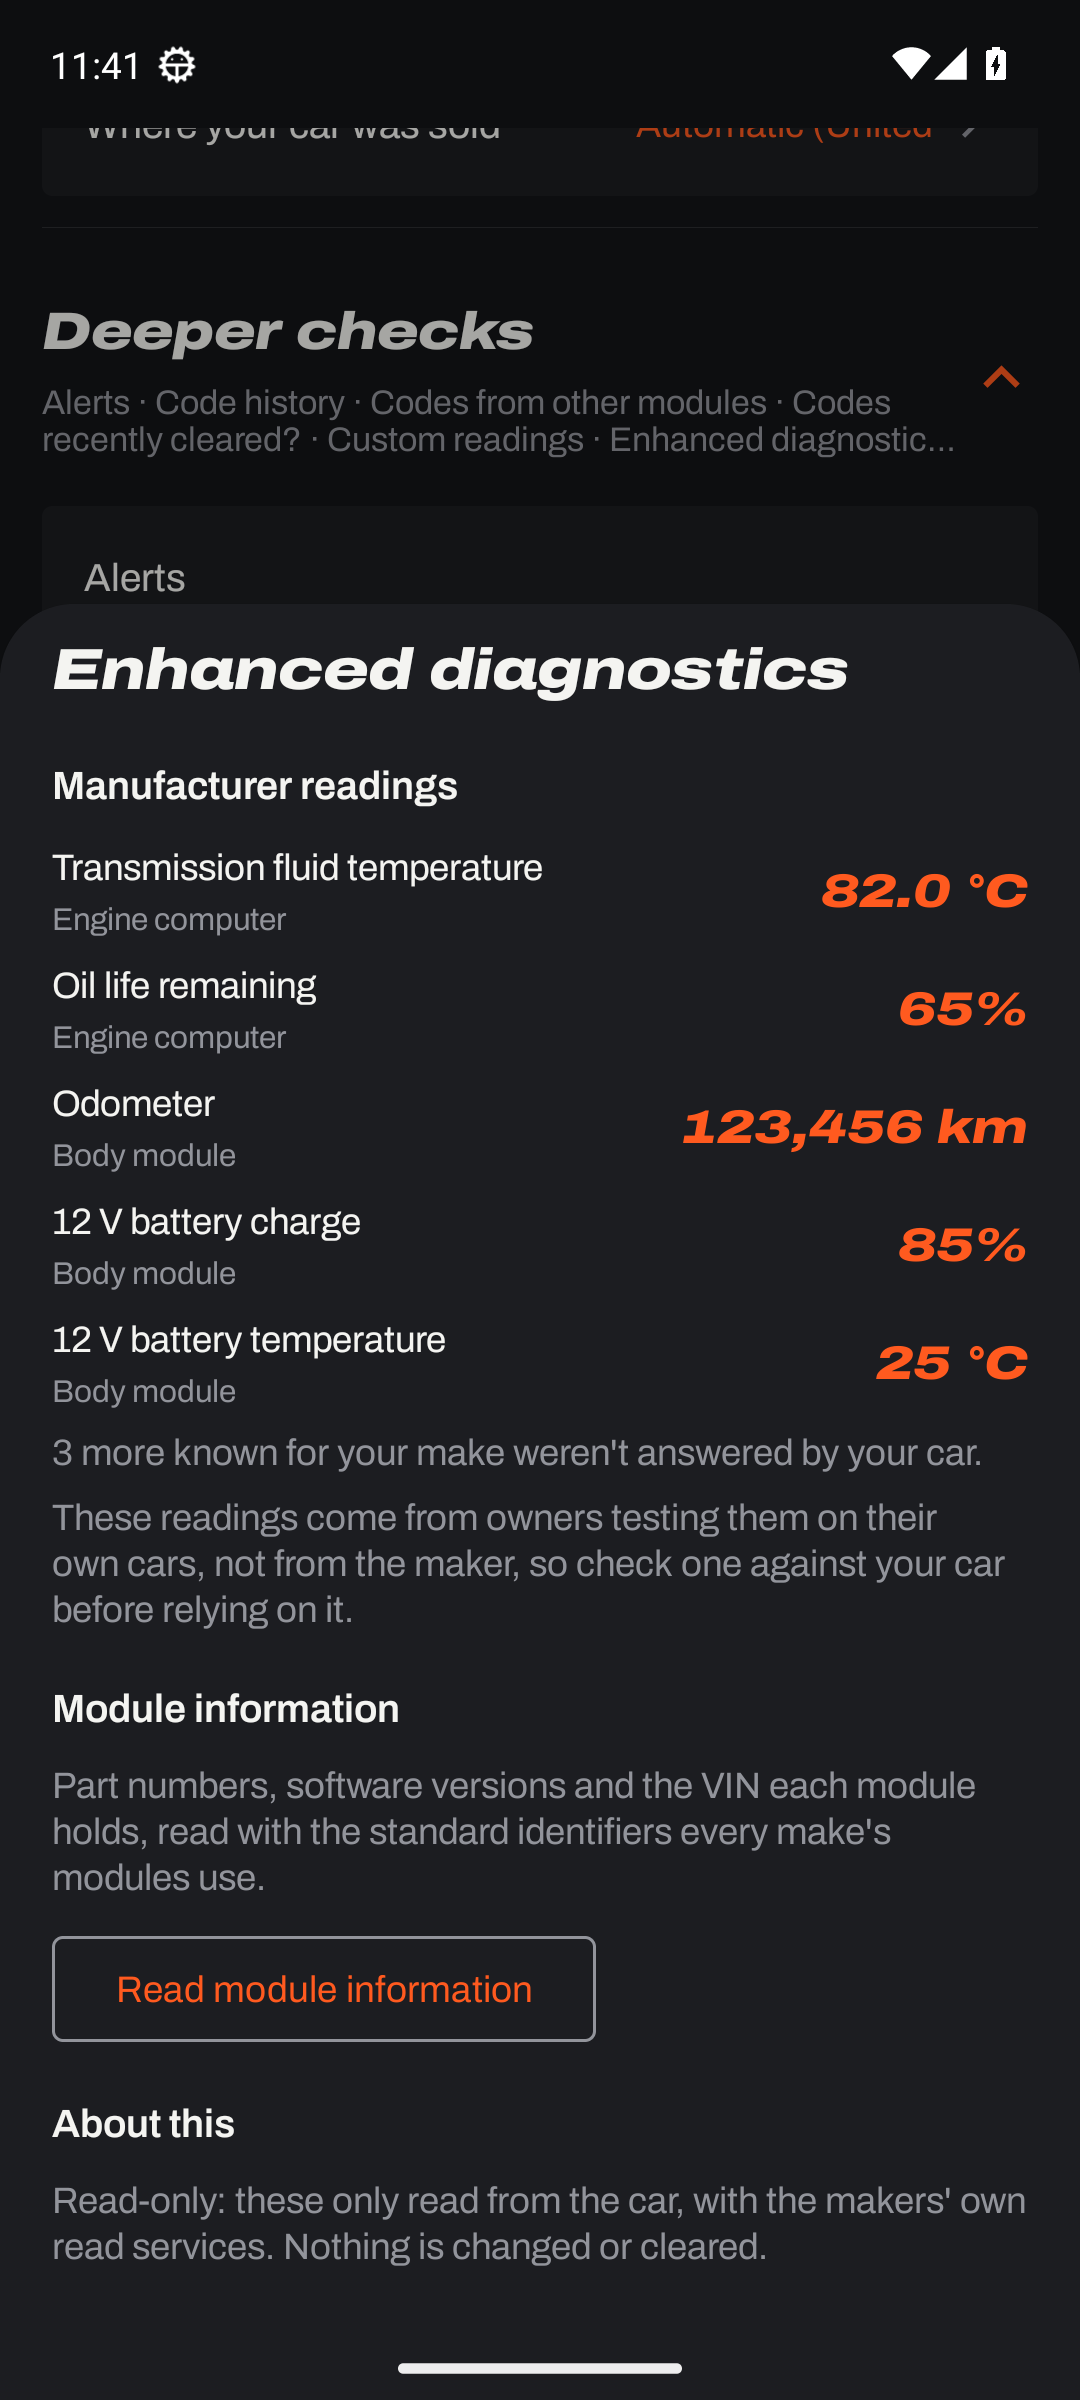 11:41
Where your car was sold
Automatic (United
Deeper checks
Alerts · Code history · Codes from other modules · Codes
recently cleared? · Custom readings · Enhanced diagnostic…
Alerts
Enhanced diagnostics
Manufacturer readings
Transmission fluid temperature
82.0 °C
Engine computer
Oil life remaining
65%
Engine computer
Odometer
123,456 km
Body module
12 V battery charge
85%
Body module
12 V battery temperature
25 °C
Body module
3 more known for your make weren't answered by your car.
These readings come from owners testing them on their
own cars, not from the maker, so check one against your car
before relying on it.
Module information
Part numbers, software versions and the VIN each module
holds, read with the standard identifiers every make's
modules use.
Read module information
About this
Read-only: these only read from the car, with the makers' own
read services. Nothing is changed or cleared.